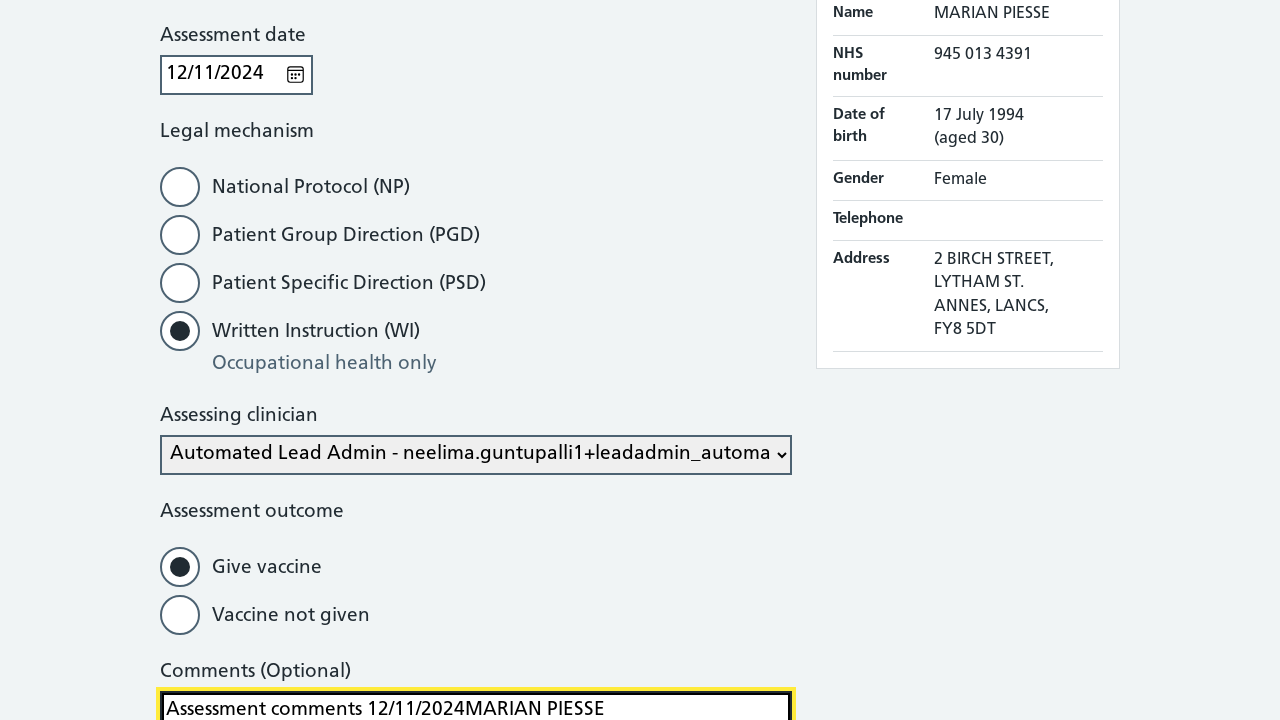 Assessment date
12/11/2024
Legal mechanism
National Protocol (NP)
Patient Group Direction (PGD)
Patient Specific Direction (PSD)
Written Instruction (WI)
Occupational health only
Assessing clinician
Automated Lead Admin - neelima.guntupalli1+leadadmin_automa
Assessment outcome
Give vaccine
Vaccine not given
Comments (Optional)
Assessment comments 12/11/2024MARIAN PIESSE
Name MARIAN PIESSE
NHS number 945 013 4391
Date of birth 17 July 1994
(aged 30)
Gender Female
Telephone
Address 2 BIRCH STREET,
LYTHAM ST.
ANNES, LANCS,
FY8 5DT